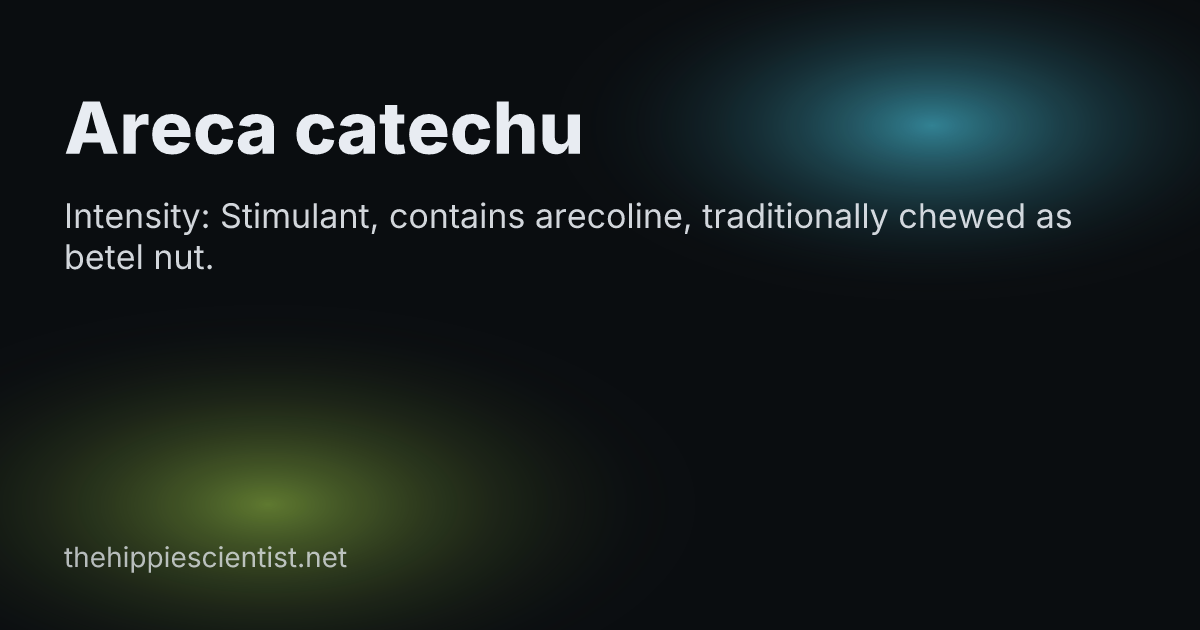 Areca catechu
Intensity: Stimulant, contains arecoline, traditionally chewed as
betel nut.
thehippiescientist.net